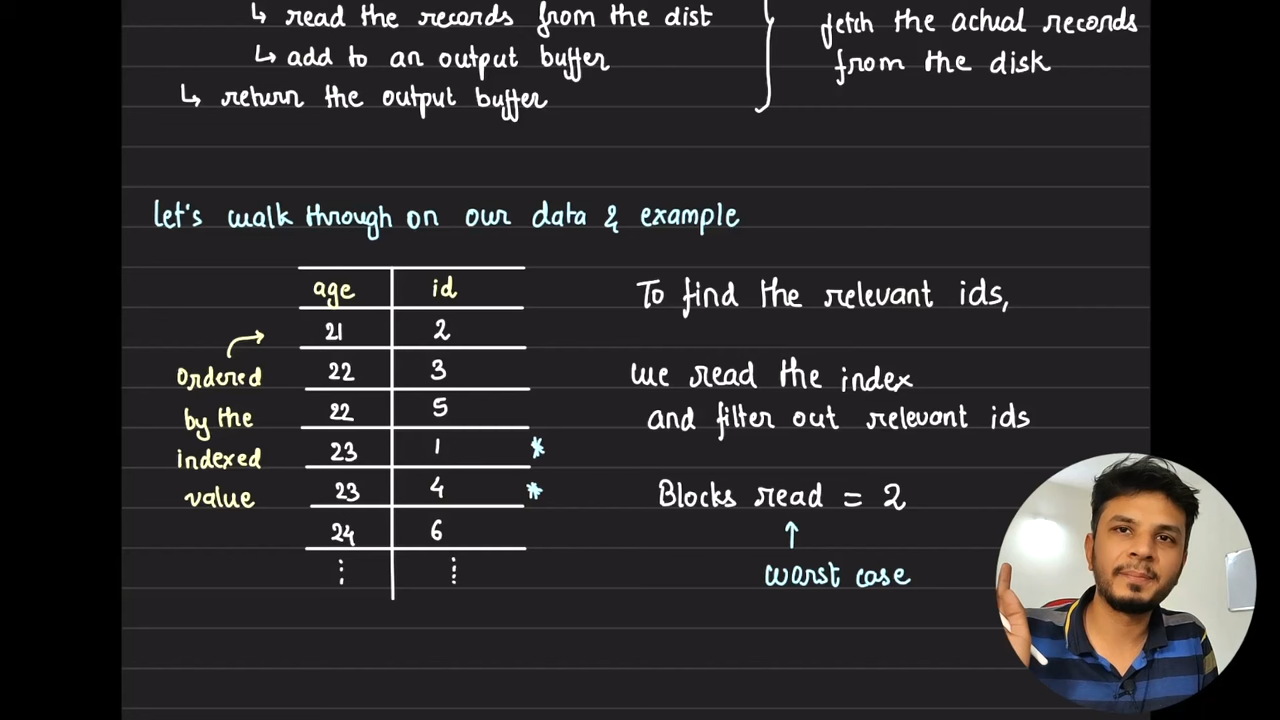 ↳ read the records from the dist
↳ add to an output buffer
↳ return the output buffer
fetch the actual records
from the disk
let's walk through on our data & example
age id
21 2
22 3
22 5
23 1 *
23 4 *
24 6
⋮ ⋮
Ordered
by the
indexed
value
To find the relevant ids,
we read the index
and filter out relevant ids
Blocks read = 2
↑
worst case